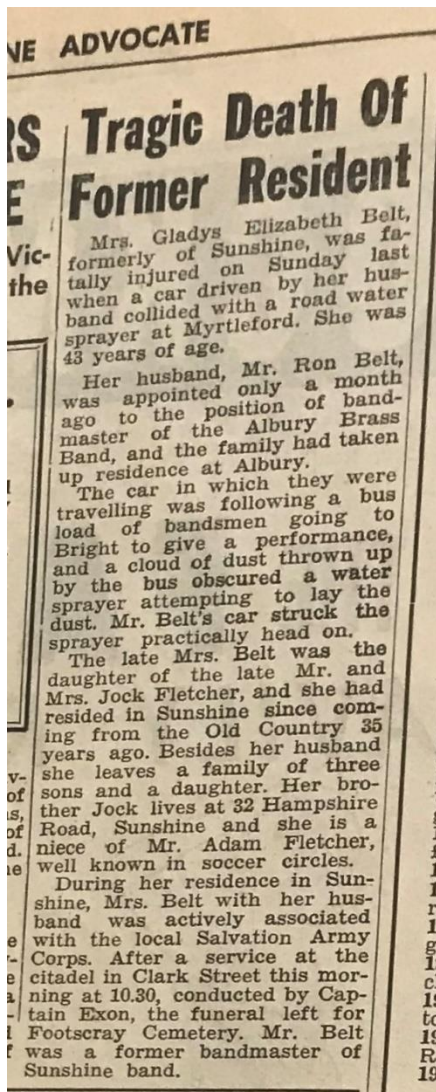 NE ADVOCATE
RS
E
Vic-
the
Tragic Death Of
Former Resident
Mrs. Gladys Elizabeth Belt,
formerly of Sunshine, was fa-
tally injured on Sunday last
when a car driven by her hus-
band collided with a road water
sprayer at Myrtleford. She was
43 years of age.
Her husband, Mr. Ron Belt,
was appointed only a month
ago to the position of band-
master of the Albury Brass
Band, and the family had taken
up residence at Albury.
The car in which they were
travelling was following a bus
load of bandsmen going to
Bright to give a performance,
and a cloud of dust thrown up
by the bus obscured a water
sprayer attempting to lay the
dust. Mr. Belt's car struck the
sprayer practically head on.
The late Mrs. Belt was the
daughter of the late Mr. and
Mrs. Jock Fletcher, and she had
resided in Sunshine since com-
ing from the Old Country 35
years ago. Besides her husband
she leaves a family of three
sons and a daughter. Her bro-
ther Jock lives at 32 Hampshire
Road, Sunshine and she is a
niece of Mr. Adam Fletcher,
well known in soccer circles.
During her residence in Sun-
shine, Mrs. Belt with her hus-
band was actively associated
with the local Salvation Army
Corps. After a service at the
citadel in Clark Street this mor-
ning at 10.30, conducted by Cap-
tain Exon, the funeral left for
Footscray Cemetery. Mr. Belt
was a former bandmaster of
Sunshine band.